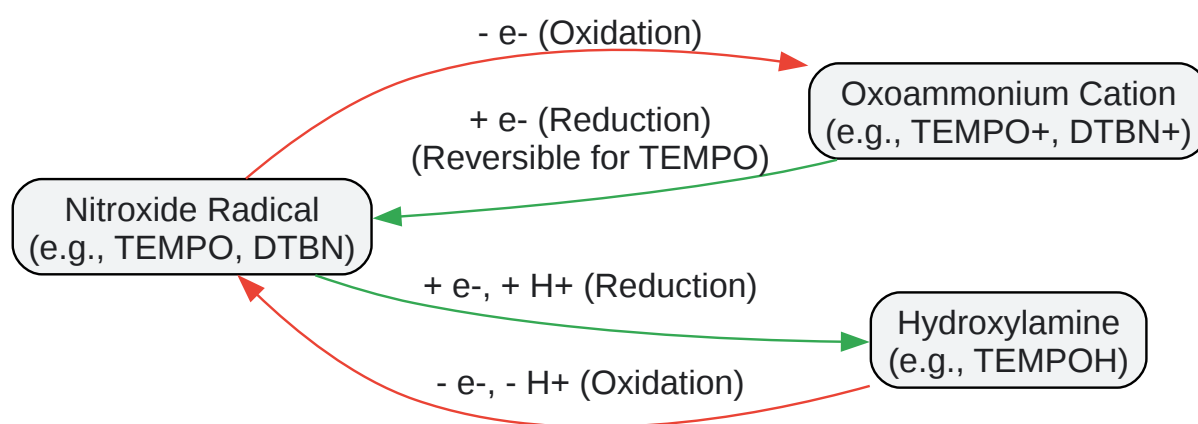 - e- (Oxidation)
Oxoammonium Cation
(e.g., TEMPO+, DTBN+)
+ e- (Reduction)
(Reversible for TEMPO)
Nitroxide Radical
(e.g., TEMPO, DTBN)
+ e-, + H+ (Reduction)
Hydroxylamine
(e.g., TEMPOH)
- e-, - H+ (Oxidation)